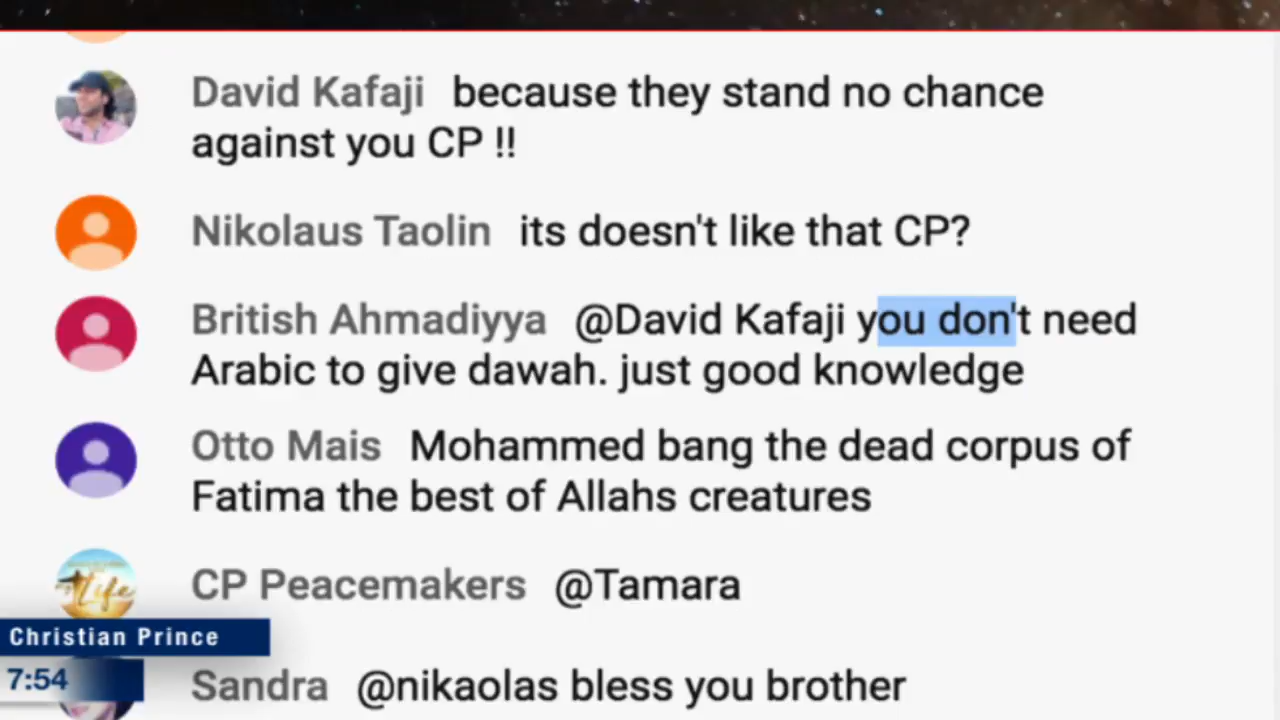 David Kafaji because they stand no chance
against you CP !!
Nikolaus Taolin its doesn't like that CP?
British Ahmadiyya @David Kafaji you don't need
Arabic to give dawah. just good knowledge
Otto Mais Mohammed bang the dead corpus of
Fatima the best of Allahs creatures
Life
CP Peacemakers @Tamara
Christian Prince
7:54
Sandra @nikaolas bless you brother